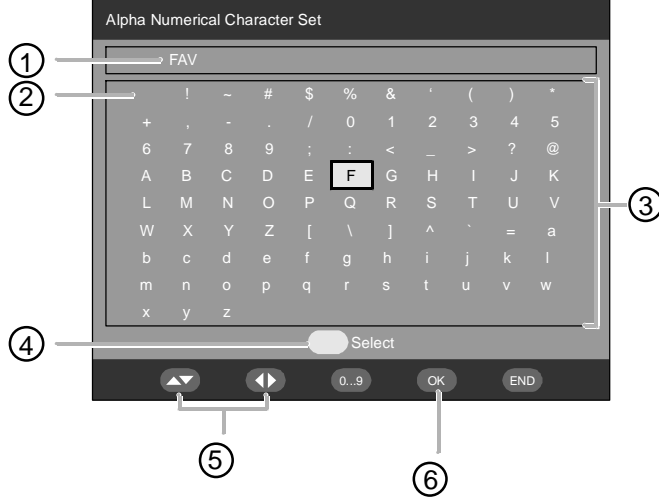 Alpha Numerical Character Set
1 FAV
2 ! ~ # $ % & ‘ ( ) *
+ , - . / 0 1 2 3 4 5
6 7 8 9 ; : < _ > ? @
A B C D E F G H I J K
L M N O P Q R S T U V
3
W X Y Z [ \ ] ^ ` = a
b c d e f g h i j k l
m n o p q r s t u v w
x y z
4 Select
0...9 OK END
5 6